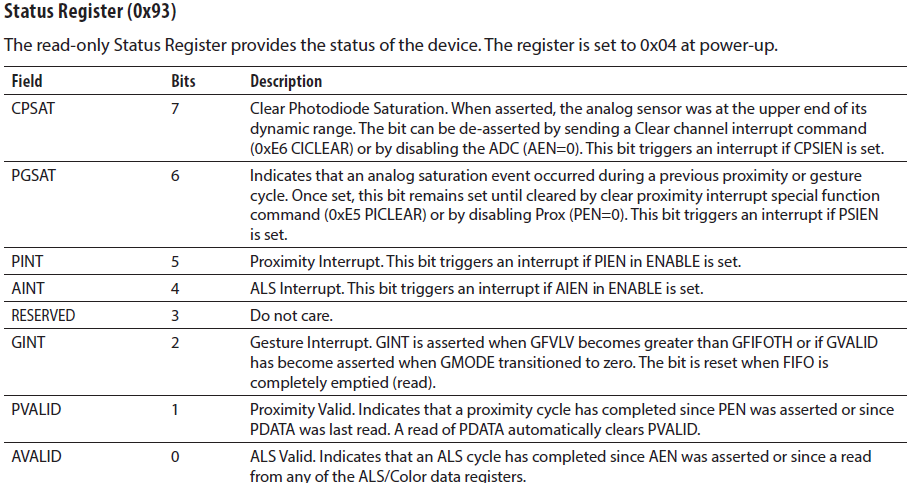 Status Register (0x93)
The read-only Status Register provides the status of the device. The register is set to 0x04 at power-up.
Field Bits Description
CPSAT 7 Clear Photodiode Saturation. When asserted, the analog sensor was at the upper end of its
dynamic range. The bit can be de-asserted by sending a Clear channel interrupt command
(0xE6 CICLEAR) or by disabling the ADC (AEN=0). This bit triggers an interrupt if CPSIEN is set.
PGSAT 6 Indicates that an analog saturation event occurred during a previous proximity or gesture
cycle. Once set, this bit remains set until cleared by clear proximity interrupt special function
command (0xE5 PICLEAR) or by disabling Prox (PEN=0). This bit triggers an interrupt if PSIEN
is set.
PINT 5 Proximity Interrupt. This bit triggers an interrupt if PIEN in ENABLE is set.
AINT 4 ALS Interrupt. This bit triggers an interrupt if AIEN in ENABLE is set.
RESERVED 3 Do not care.
GINT 2 Gesture Interrupt. GINT is asserted when GFVLV becomes greater than GFIFOTH or if GVALID
has become asserted when GMODE transitioned to zero. The bit is reset when FIFO is
completely emptied (read).
PVALID 1 Proximity Valid. Indicates that a proximity cycle has completed since PEN was asserted or since
PDATA was last read. A read of PDATA automatically clears PVALID.
AVALID 0 ALS Valid. Indicates that an ALS cycle has completed since AEN was asserted or since a read
from any of the ALS/Color data registers.